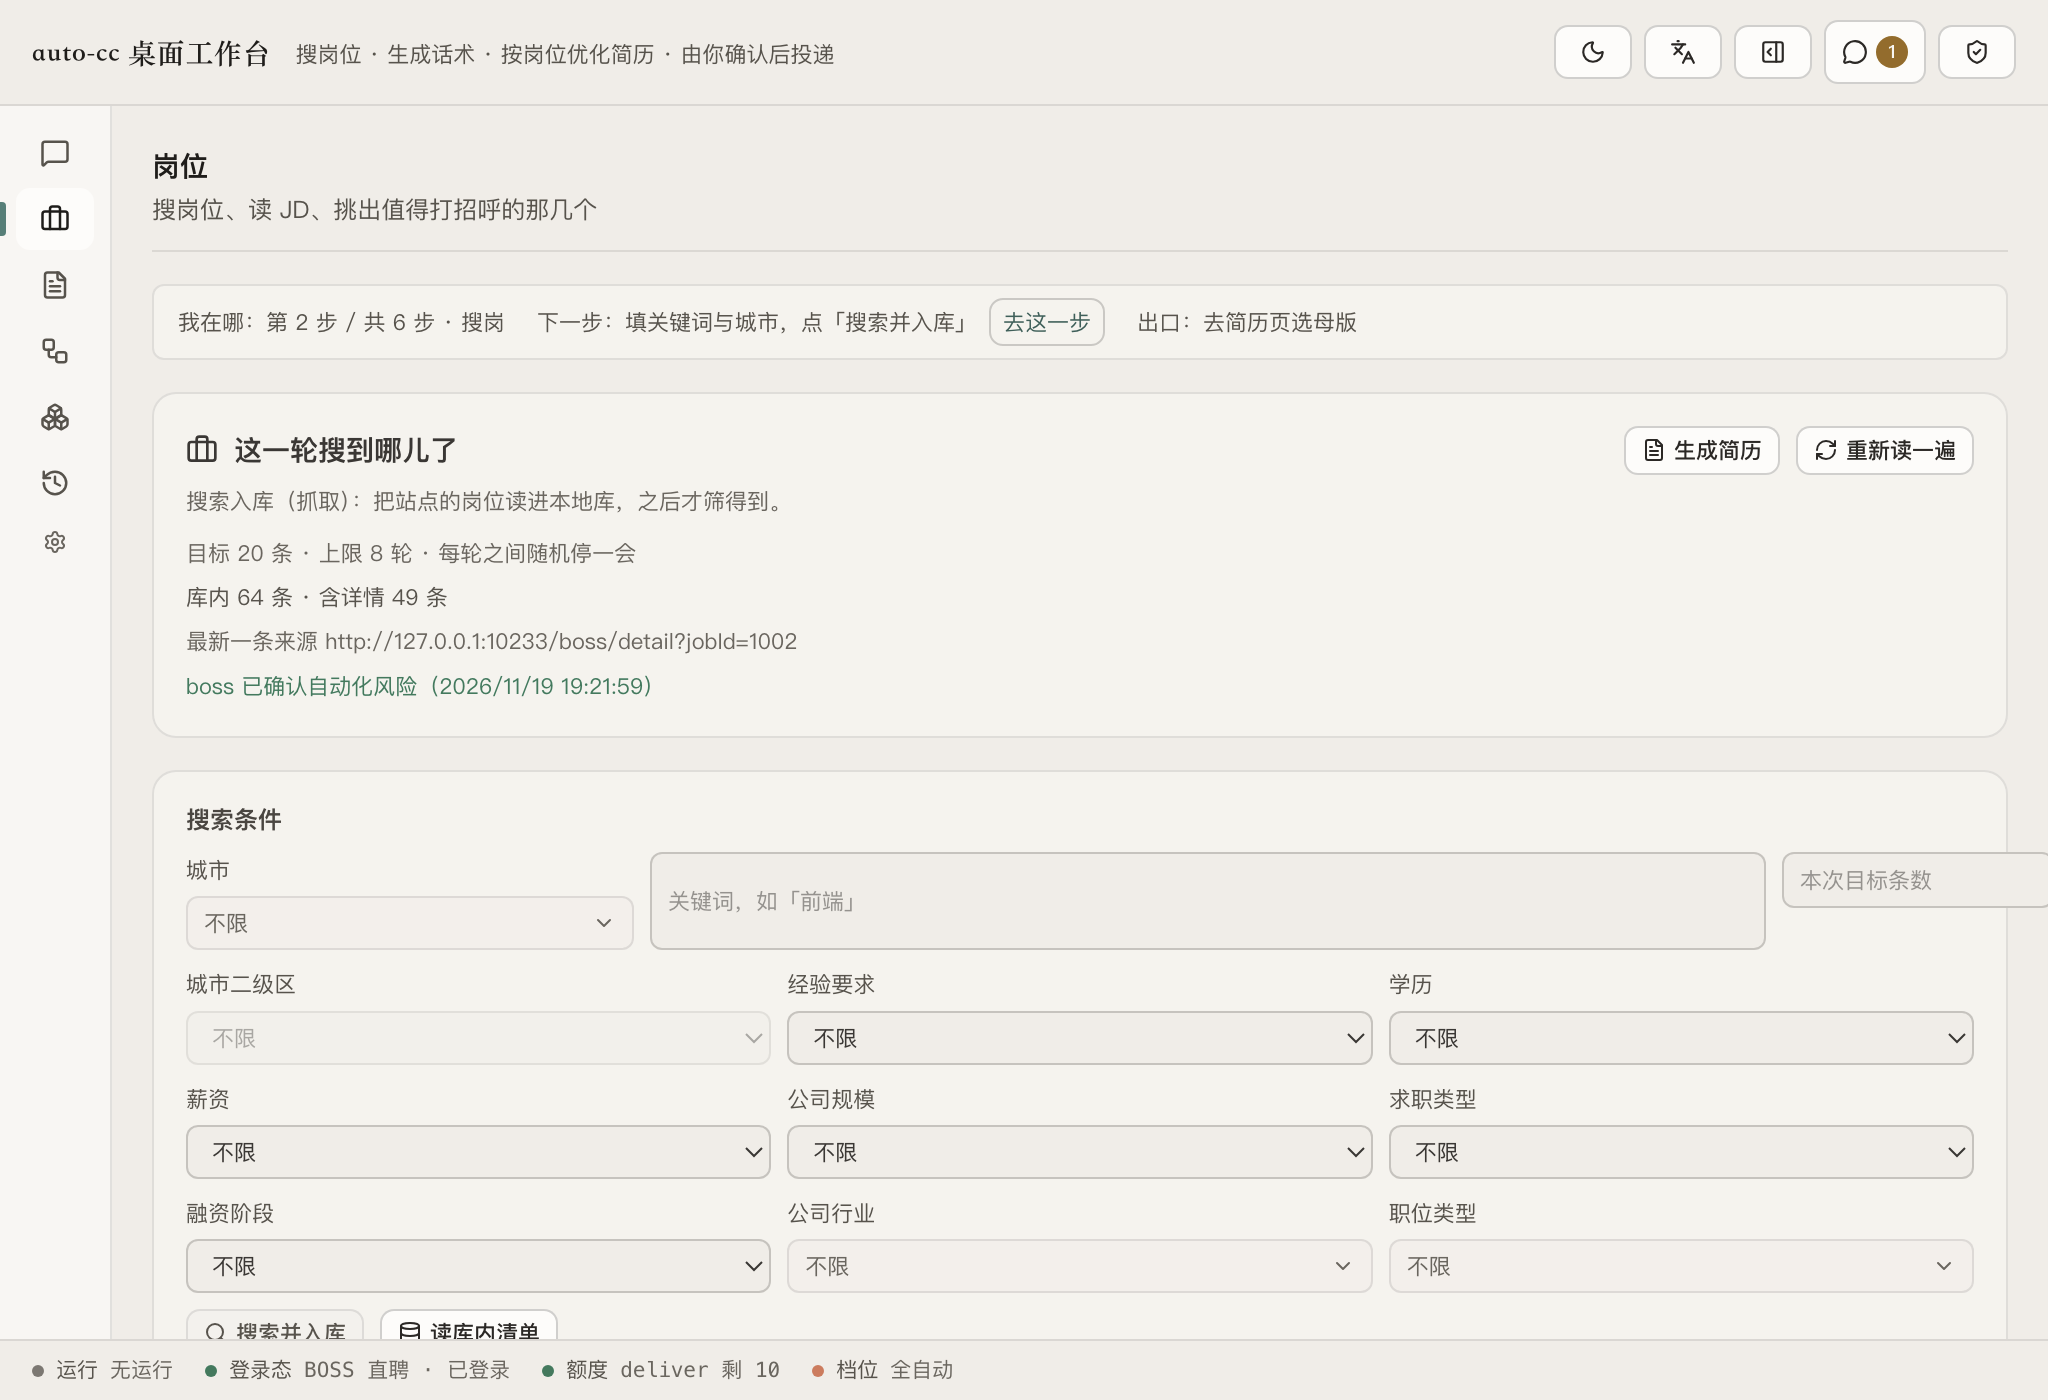 auto-cc 桌面工作台
搜岗位 · 生成话术 · 按岗位优化简历 · 由你确认后投递
1
岗位
搜岗位、读 JD、挑出值得打招呼的那几个
我在哪：第 2 步 / 共 6 步 · 搜岗 下一步：填关键词与城市，点「搜索并入库」 去这一步 出口：去简历页选母版
这一轮搜到哪儿了
生成简历
重新读一遍
搜索入库（抓取）：把站点的岗位读进本地库，之后才筛得到。
目标 20 条 · 上限 8 轮 · 每轮之间随机停一会
库内 64 条 · 含详情 49 条
最新一条来源 http://127.0.0.1:10233/boss/detail?jobId=1002
boss 已确认自动化风险（2026/11/19 19:21:59）
搜索条件
城市
不限
关键词，如「前端」
本次目标条数
城市二级区 经验要求 学历
不限 不限 不限
薪资 公司规模 求职类型
不限 不限 不限
融资阶段 公司行业 职位类型
不限 不限 不限
搜索并入库 读库内清单
运行 无运行 登录态 BOSS 直聘 · 已登录 额度 deliver 剩 10 档位 全自动